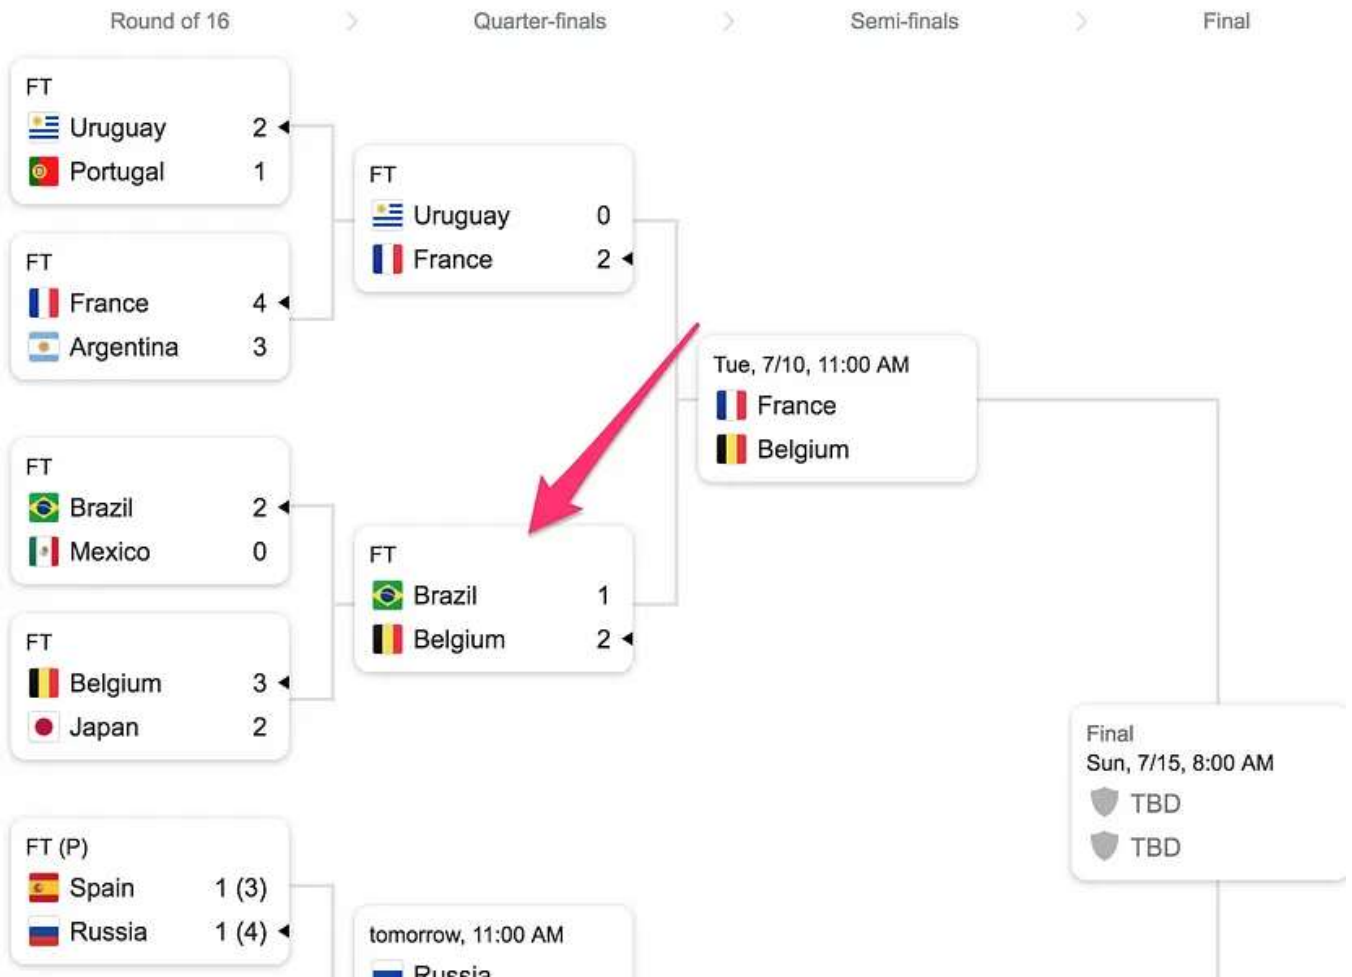 Round of 16
Quarter-finals
Semi-finals
Final
FT
Uruguay 2
Portugal 1
FT
France 4
Argentina 3
FT
Brazil 2
Mexico 0
FT
Belgium 3
Japan 2
FT (P)
Spain 1 (3)
Russia 1 (4)
FT
Uruguay 0
France 2
FT
Brazil 1
Belgium 2
tomorrow, 11:00 AM
Russia
Tue, 7/10, 11:00 AM
France
Belgium
Final
Sun, 7/15, 8:00 AM
TBD
TBD